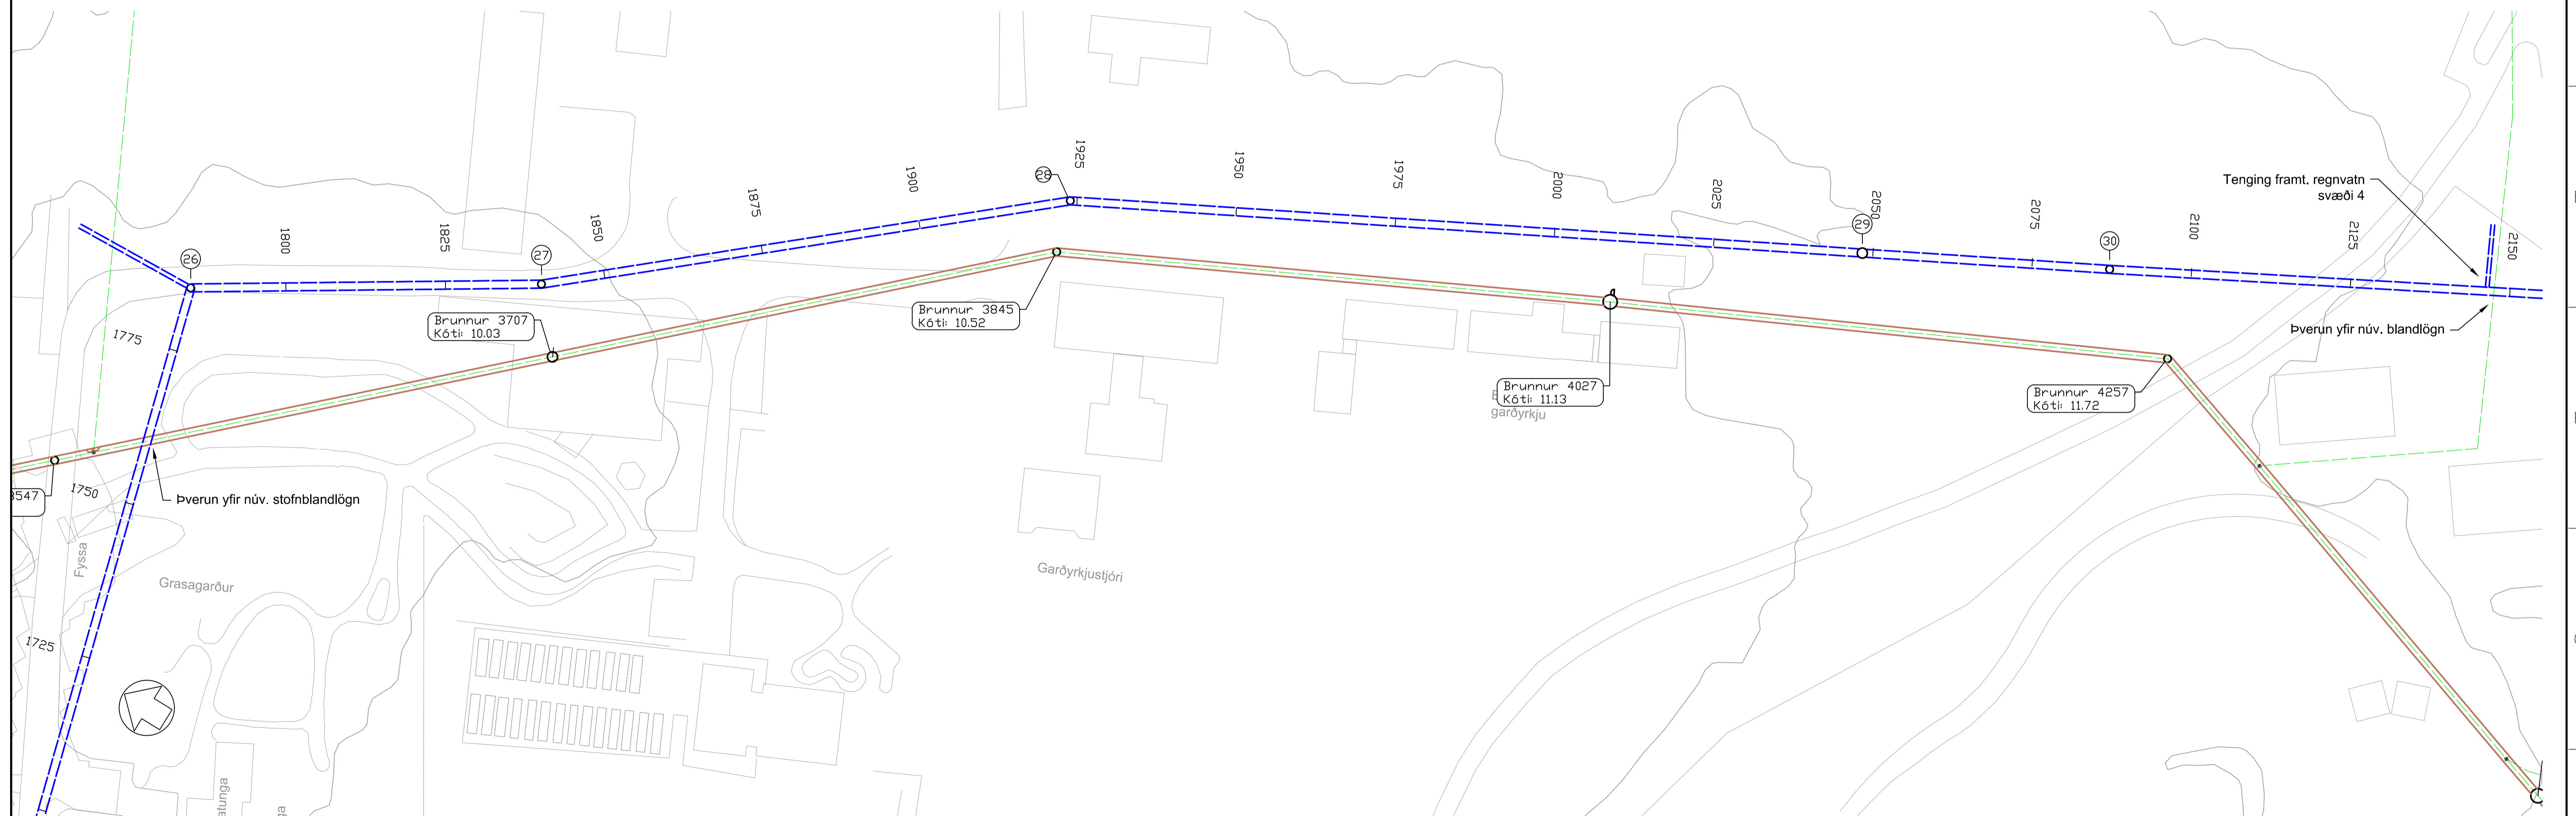 Tenging framt. regnvatn
svæði 4
Þverun yfir núv. blandlögn
Þverun yfir núv. stofnblandlögn
26
27
28
29
30
1725
1750
1775
1800
1825
1850
1875
1900
1925
1950
1975
2000
2025
2050
2075
2100
2125
2150
Brunnur 3707
Kóti: 10.03
Brunnur 3845
Kóti: 10.52
Brunnur 4027
Kóti: 11.13
Brunnur 4257
Kóti: 11.72
3547
garðyrkju
Garðyrkjustjóri
Fyssa
Grasagarður